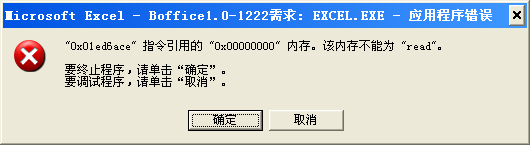 Microsoft Excel - Boffice1.0-1222需求: EXCEL.EXE - 应用程序错误
"0x01ed6ace" 指令引用的 "0x00000000" 内存。该内存不能为 "read"。
要终止程序，请单击“确定”。
要调试程序，请单击“取消”。
确定
取消